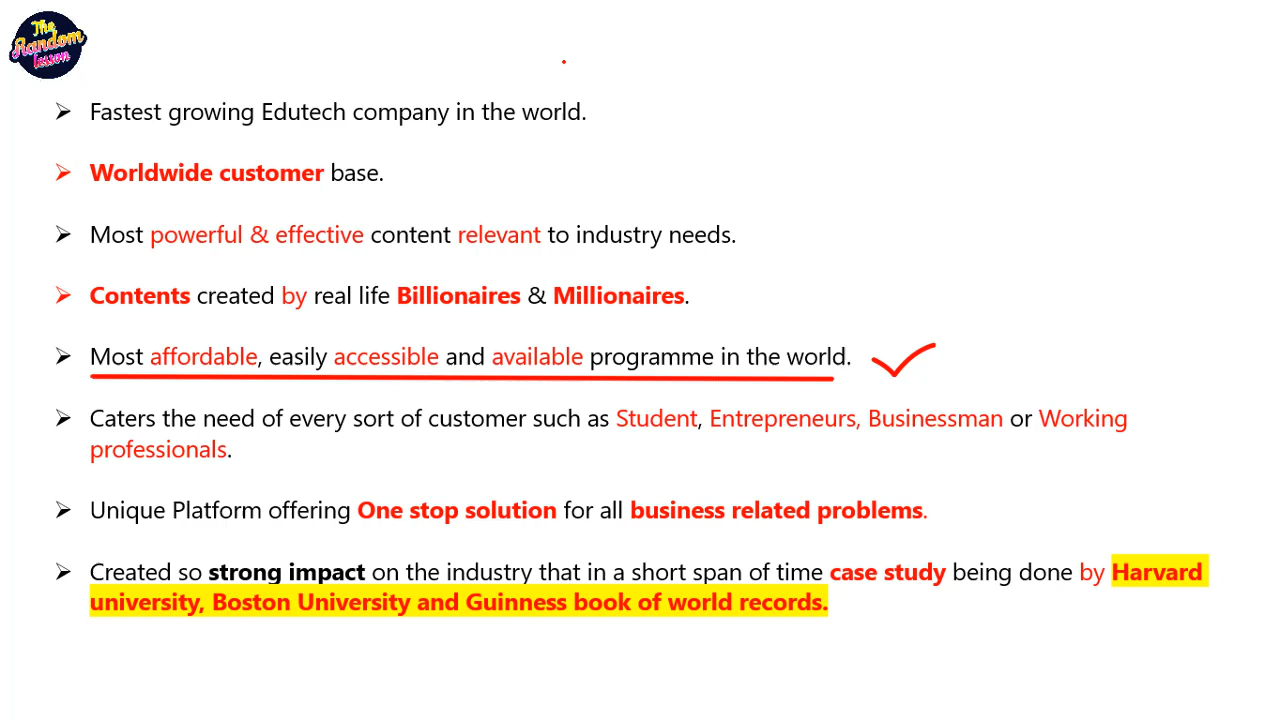 The
Random
lesson
Fastest growing Edutech company in the world.
Worldwide customer base.
Most powerful & effective content relevant to industry needs.
Contents created by real life Billionaires & Millionaires.
Most affordable, easily accessible and available programme in the world.
Caters the need of every sort of customer such as Student, Entrepreneurs, Businessman or Working
professionals.
Unique Platform offering One stop solution for all business related problems.
Created so strong impact on the industry that in a short span of time case study being done by Harvard
university, Boston University and Guinness book of world records.